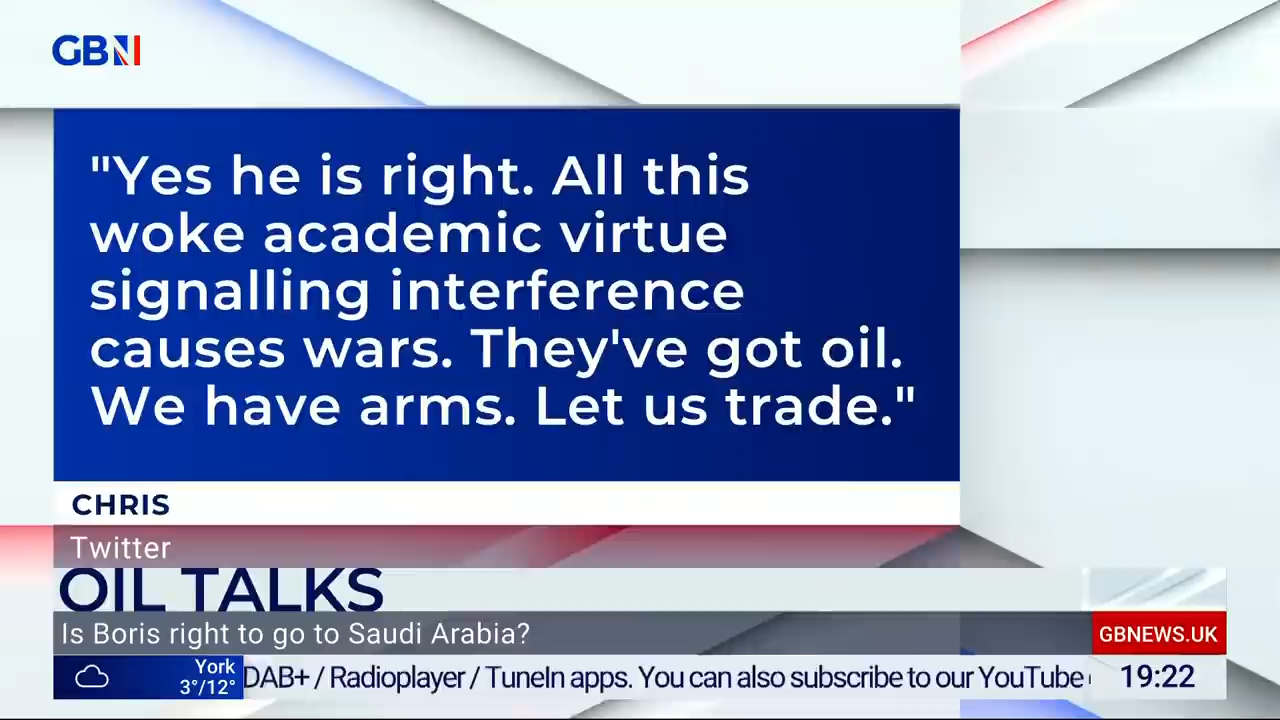 GBN
"Yes he is right. All this
woke academic virtue
signalling interference
causes wars. They've got oil.
We have arms. Let us trade."
CHRIS
Twitter
OIL TALKS
Is Boris right to go to Saudi Arabia?
GBNEWS.UK
York
3°/12°
DAB+ / Radioplayer / TuneIn apps. You can also subscribe to our YouTube
19:22